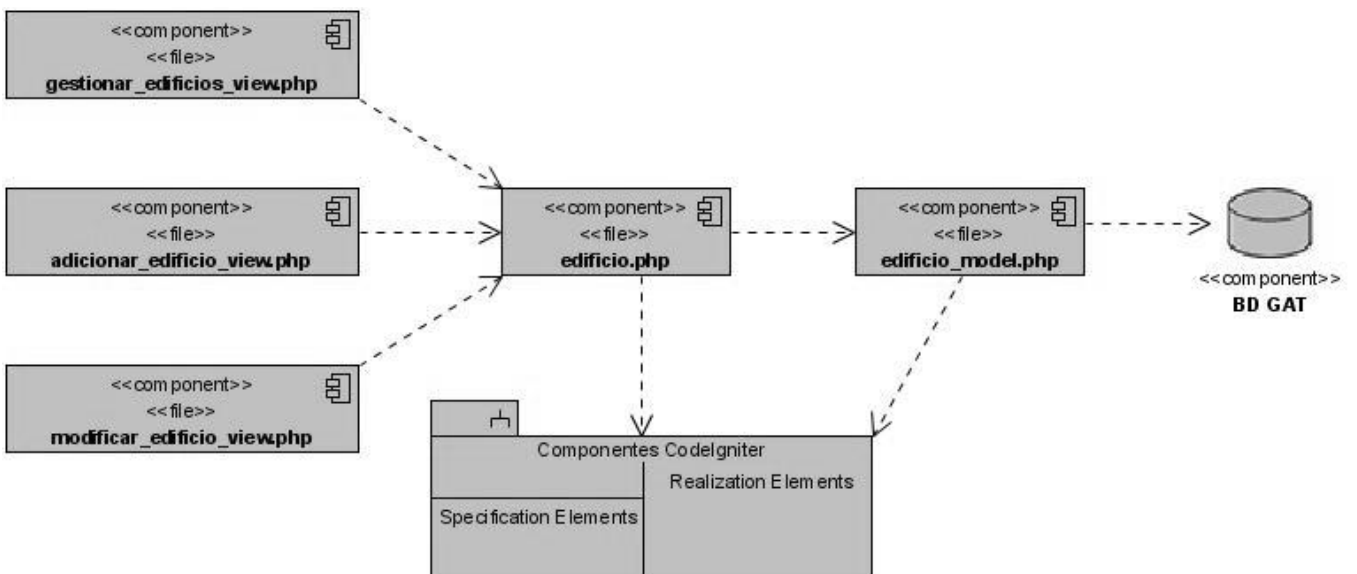 <<component>>
<<file>>
gestionar_edificios_view.php
<<component>>
<<file>>
adicionar_edificio_view.php
<<component>>
<<file>>
edificio.php
<<component>>
<<file>>
edificio_model.php
<<component>>
BD GAT
<<component>>
<<file>>
modificar_edificio_view.php
Componentes CodeIgniter
Realization Elements
Specification Elements